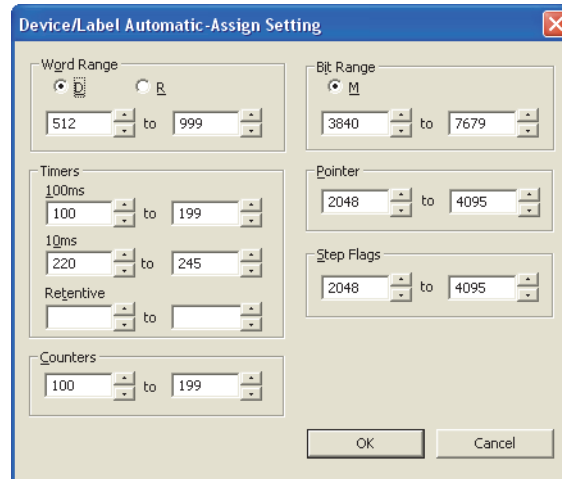 Device/Label Automatic-Assign Setting
Word Range
D R
512 to 999
Timers
100ms
100 to 199
10ms
220 to 245
Retentive
to
Counters
100 to 199
Bit Range
M
3840 to 7679
Pointer
2048 to 4095
Step Flags
2048 to 4095
OK Cancel